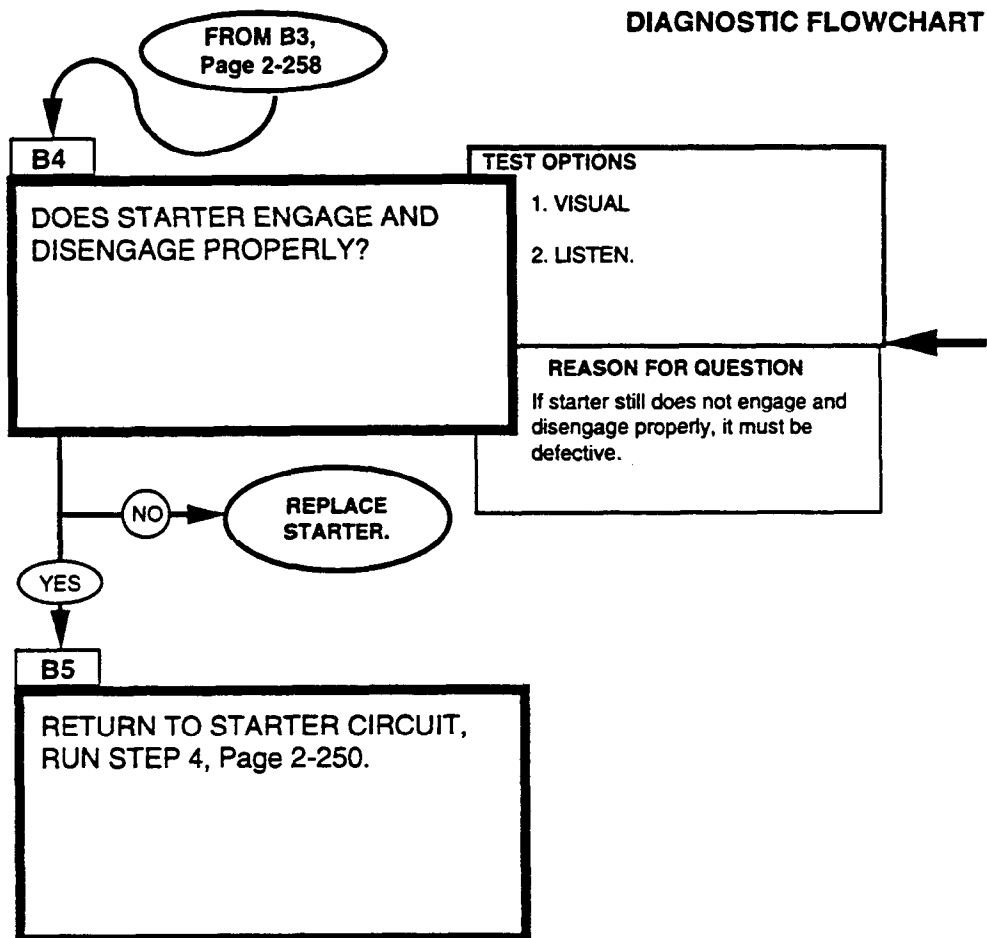 DIAGNOSTIC FLOWCHART
FROM B3,
Page 2-258
B4
DOES STARTER ENGAGE AND
DISENGAGE PROPERLY?
TEST OPTIONS
1. VISUAL
2. LISTEN.
REASON FOR QUESTION
If starter still does not engage and
disengage properly, it must be
defective.
NO
REPLACE
STARTER.
YES
B5
RETURN TO STARTER CIRCUIT,
RUN STEP 4, Page 2-250.